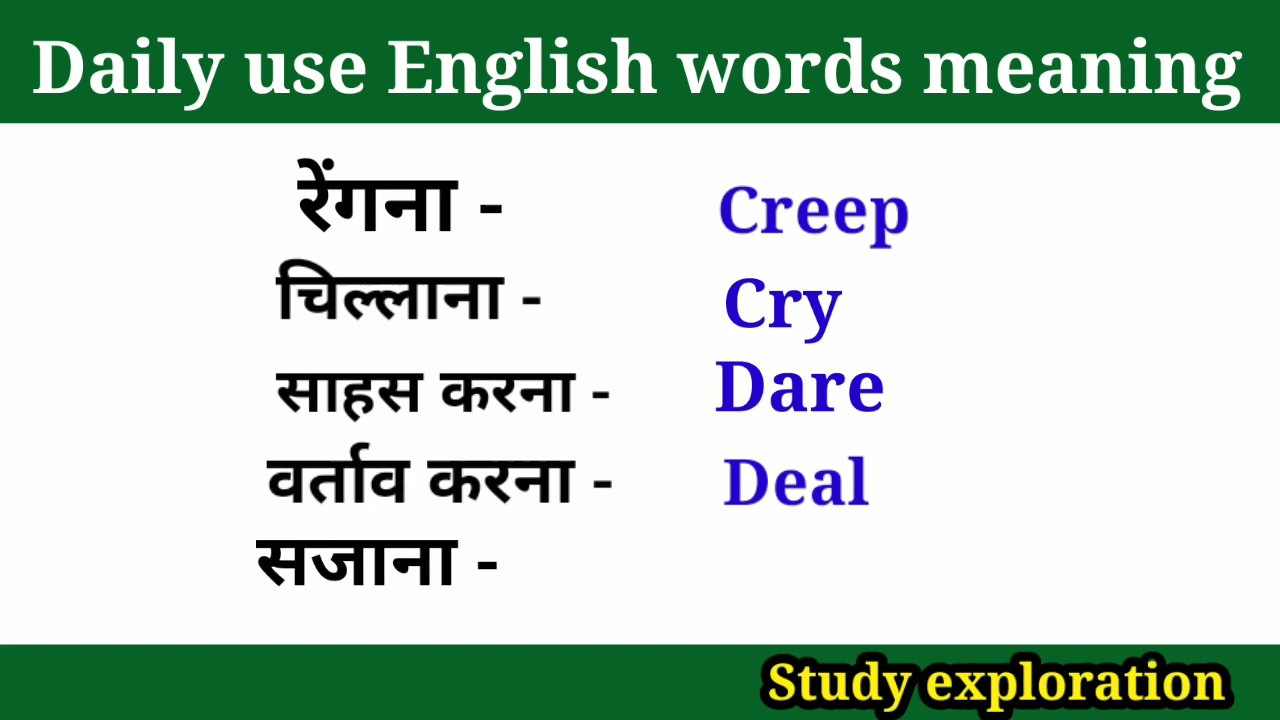 Daily use English words meaning
रेंगना - Creep
चिल्लाना - Cry
साहस करना - Dare
वर्ताव करना - Deal
सजाना -
Study exploration